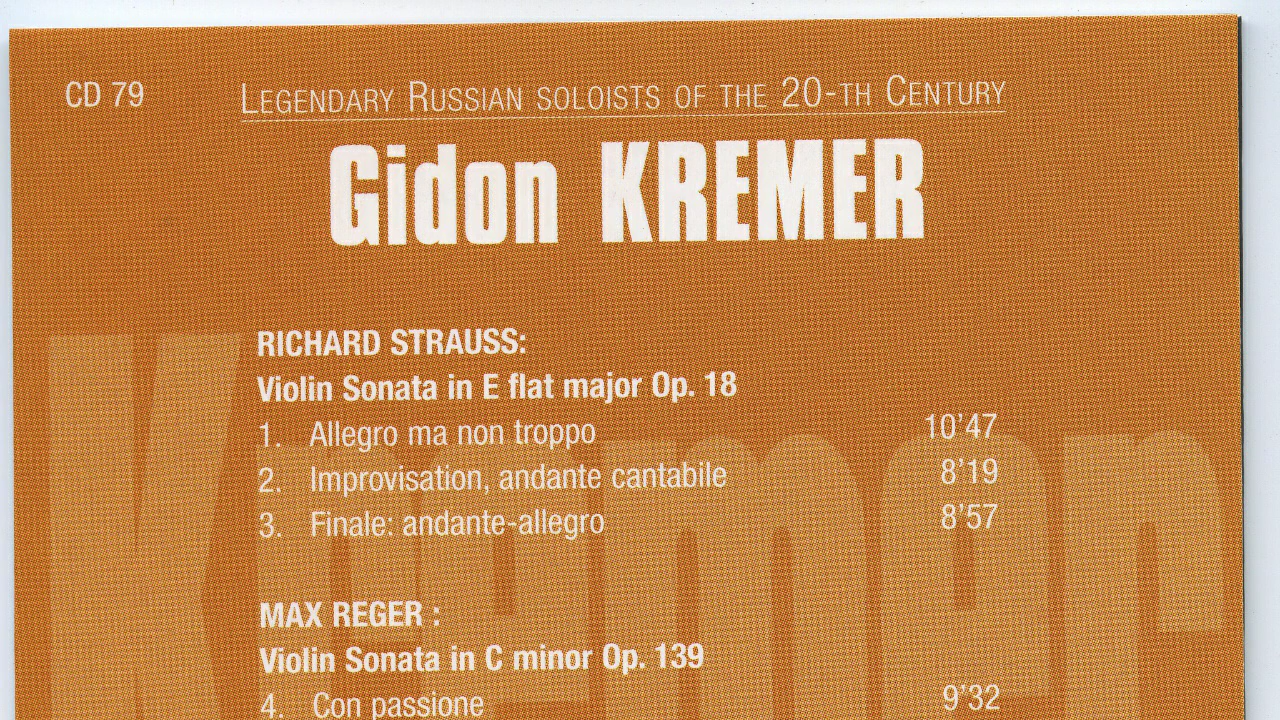 CD 79
Legendary Russian soloists of the 20-th Century
Gidon KREMER
RICHARD STRAUSS:
Violin Sonata in E flat major Op. 18
1. Allegro ma non troppo 10'47
2. Improvisation, andante cantabile 8'19
3. Finale: andante-allegro 8'57
MAX REGER :
Violin Sonata in C minor Op. 139
4. Con passione 9'32
Kremer